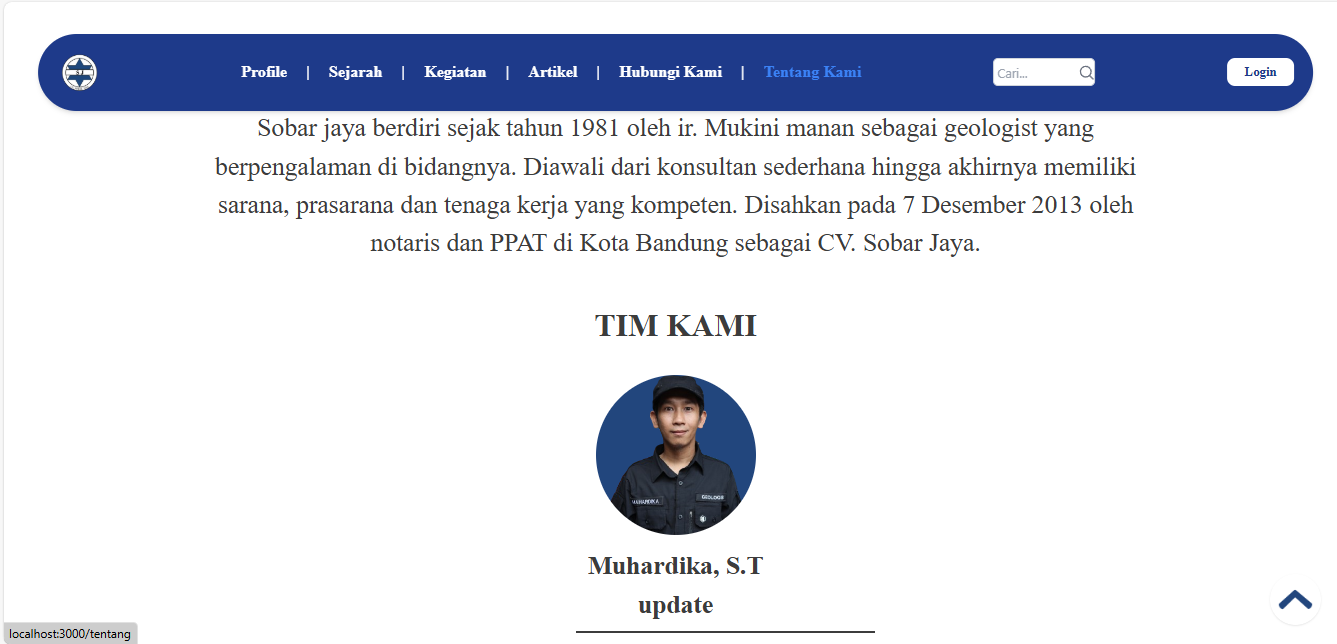 S J
Profile | Sejarah | Kegiatan | Artikel | Hubungi Kami | Tentang Kami
Cari...
Login
Sobar jaya berdiri sejak tahun 1981 oleh ir. Mukini manan sebagai geologist yang
berpengalaman di bidangnya. Diawali dari konsultan sederhana hingga akhirnya memiliki
sarana, prasarana dan tenaga kerja yang kompeten. Disahkan pada 7 Desember 2013 oleh
notaris dan PPAT di Kota Bandung sebagai CV. Sobar Jaya.
TIM KAMI
MUHARDIKA
Muhardika, S.T
update
localhost:3000/tentang